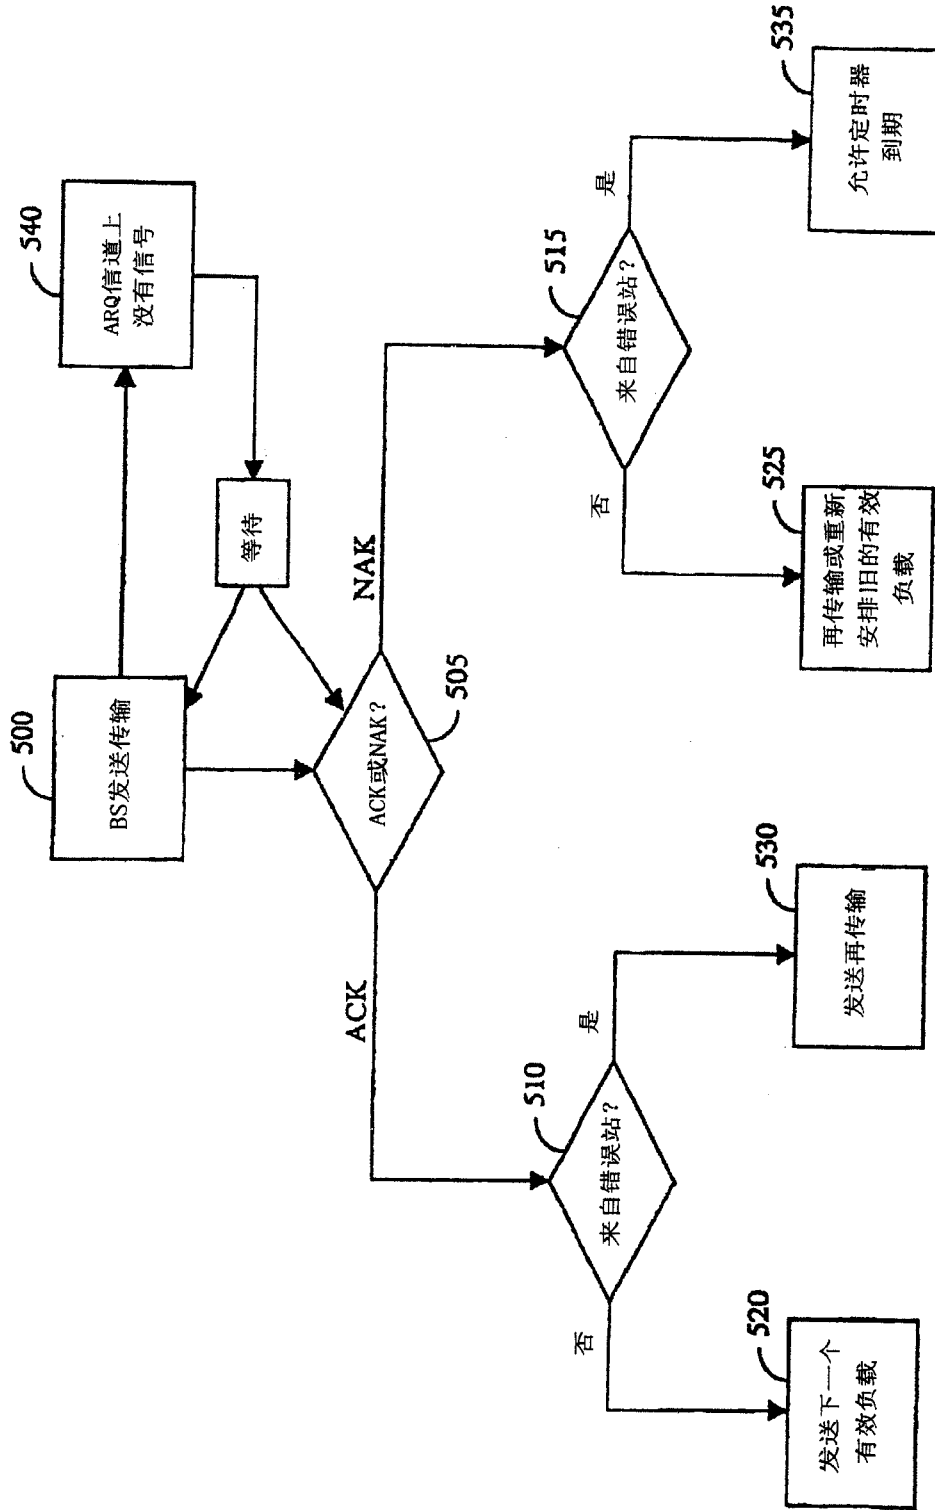 500
BS发送传输
540
ARQ信道上
没有信号
等待
505
ACK或NAK?
ACK
NAK
510
来自错误站?
515
来自错误站?
否
是
否
是
520
发送下一个
有效负载
530
发送再传输
525
再传输或重新
安排旧的有效
负载
535
允许定时器
到期